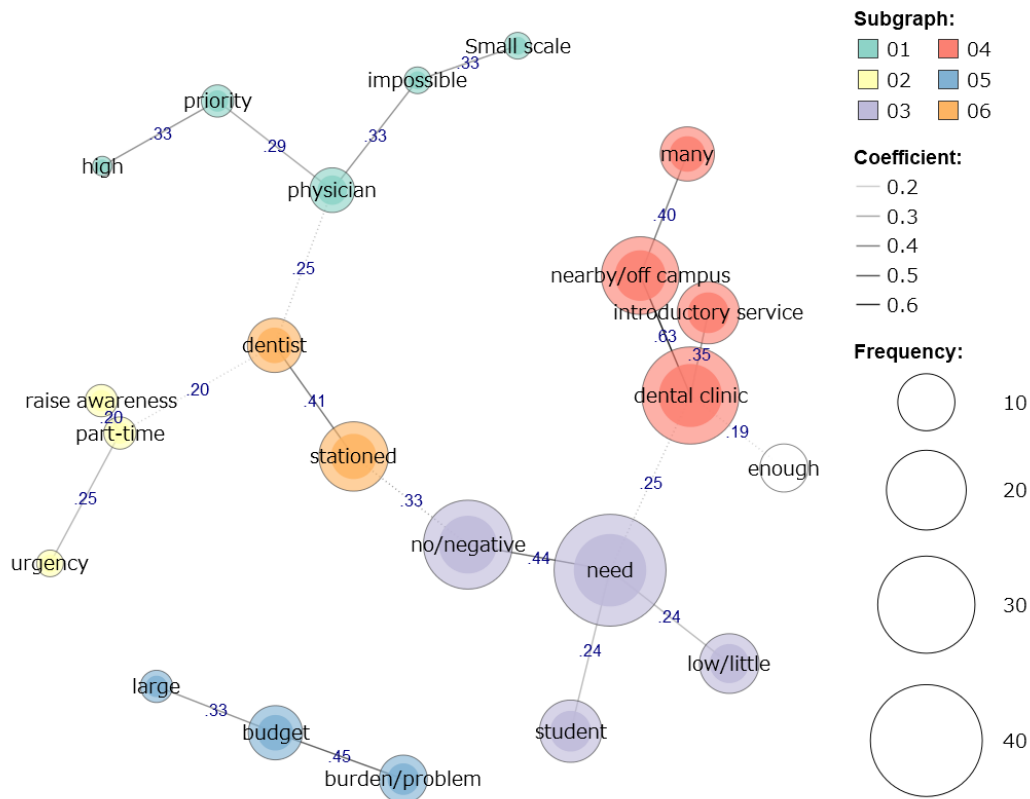 Small scale
.33
impossible
priority
.33
.29
.33
high
physician
many
.40
.25
nearby/off campus
introductory service
.63
.35
dentist
dental clinic
.20
raise awareness
.20
part-time
.41
.19
stationed
enough
.25
.25
.33
no/negative
.44
need
urgency
.24
.24
low/little
large
.33
budget
student
.45
burden/problem
Subgraph:
01 04
02 05
03 06
Coefficient:
0.2
0.3
0.4
0.5
0.6
Frequency:
10
20
30
40